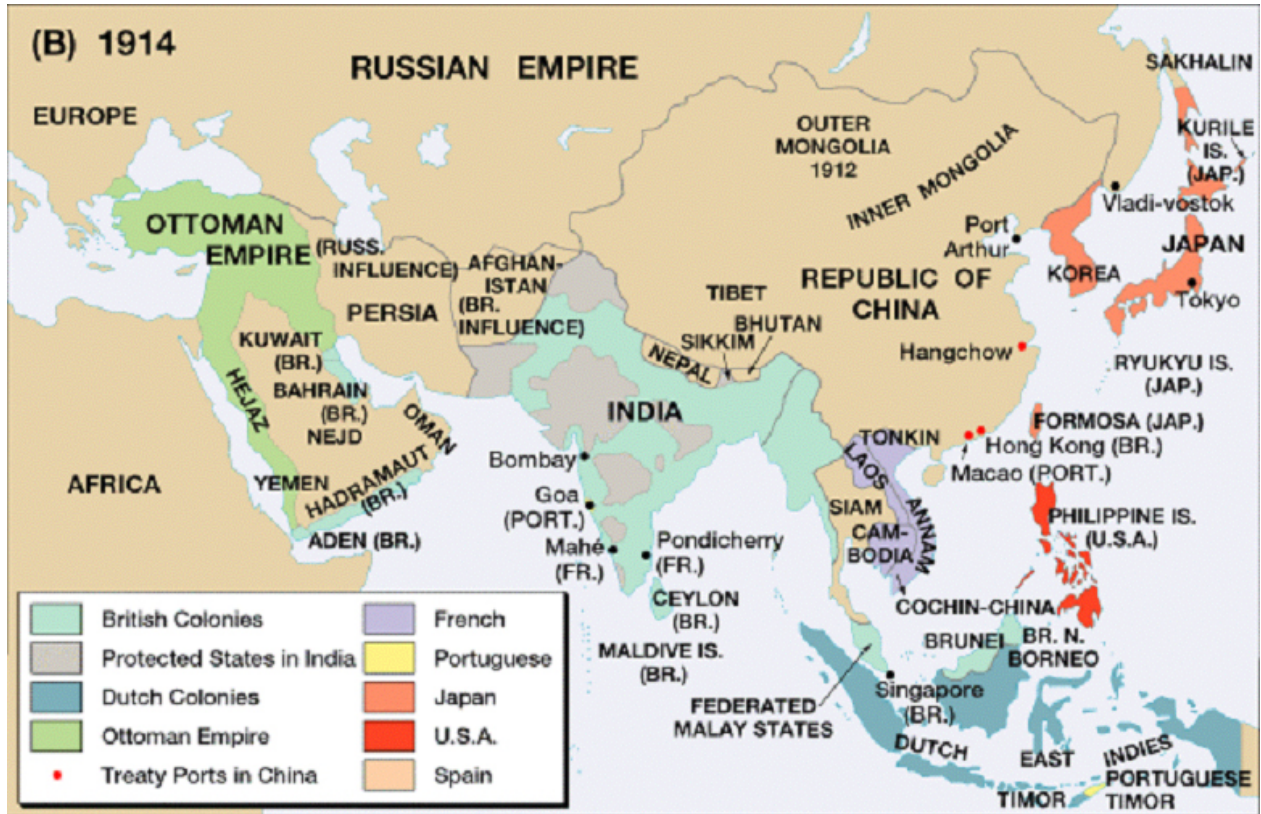 (B) 1914
RUSSIAN EMPIRE
EUROPE
SAKHALIN
KURILE
IS.
(JAP.)
OUTER
MONGOLIA
1912
INNER MONGOLIA
Vladi-vostok
OTTOMAN
EMPIRE
(RUSS.
INFLUENCE)
PERSIA
AFGHAN-
ISTAN
(BR.
INFLUENCE)
Port
Arthur
KOREA
JAPAN
Tokyo
REPUBLIC OF
CHINA
TIBET
BHUTAN
SIKKIM
NEPAL
Hangchow
RYUKYU IS.
(JAP.)
KUWAIT
(BR.)
BAHRAIN
(BR.)
NEJD
HEJAZ
OMAN
YEMEN
HADRAMAUT
(BR.)
ADEN (BR.)
AFRICA
INDIA
Bombay
Goa
(PORT.)
Mahé
(FR.)
Pondicherry
(FR.)
CEYLON
(BR.)
MALDIVE IS.
(BR.)
FORMOSA (JAP.)
TONKIN
Hong Kong (BR.)
Macao (PORT.)
LAOS
SIAM
ANNAM
CAM-
BODIA
PHILIPPINE IS.
(U.S.A.)
COCHIN-CHINA
BRUNEI
BR. N.
BORNEO
Singapore
(BR.)
FEDERATED
MALAY STATES
DUTCH
EAST
INDIES
PORTUGUESE
TIMOR
TIMOR
British Colonies
Protected States in India
Dutch Colonies
Ottoman Empire
Treaty Ports in China
French
Portuguese
Japan
U.S.A.
Spain